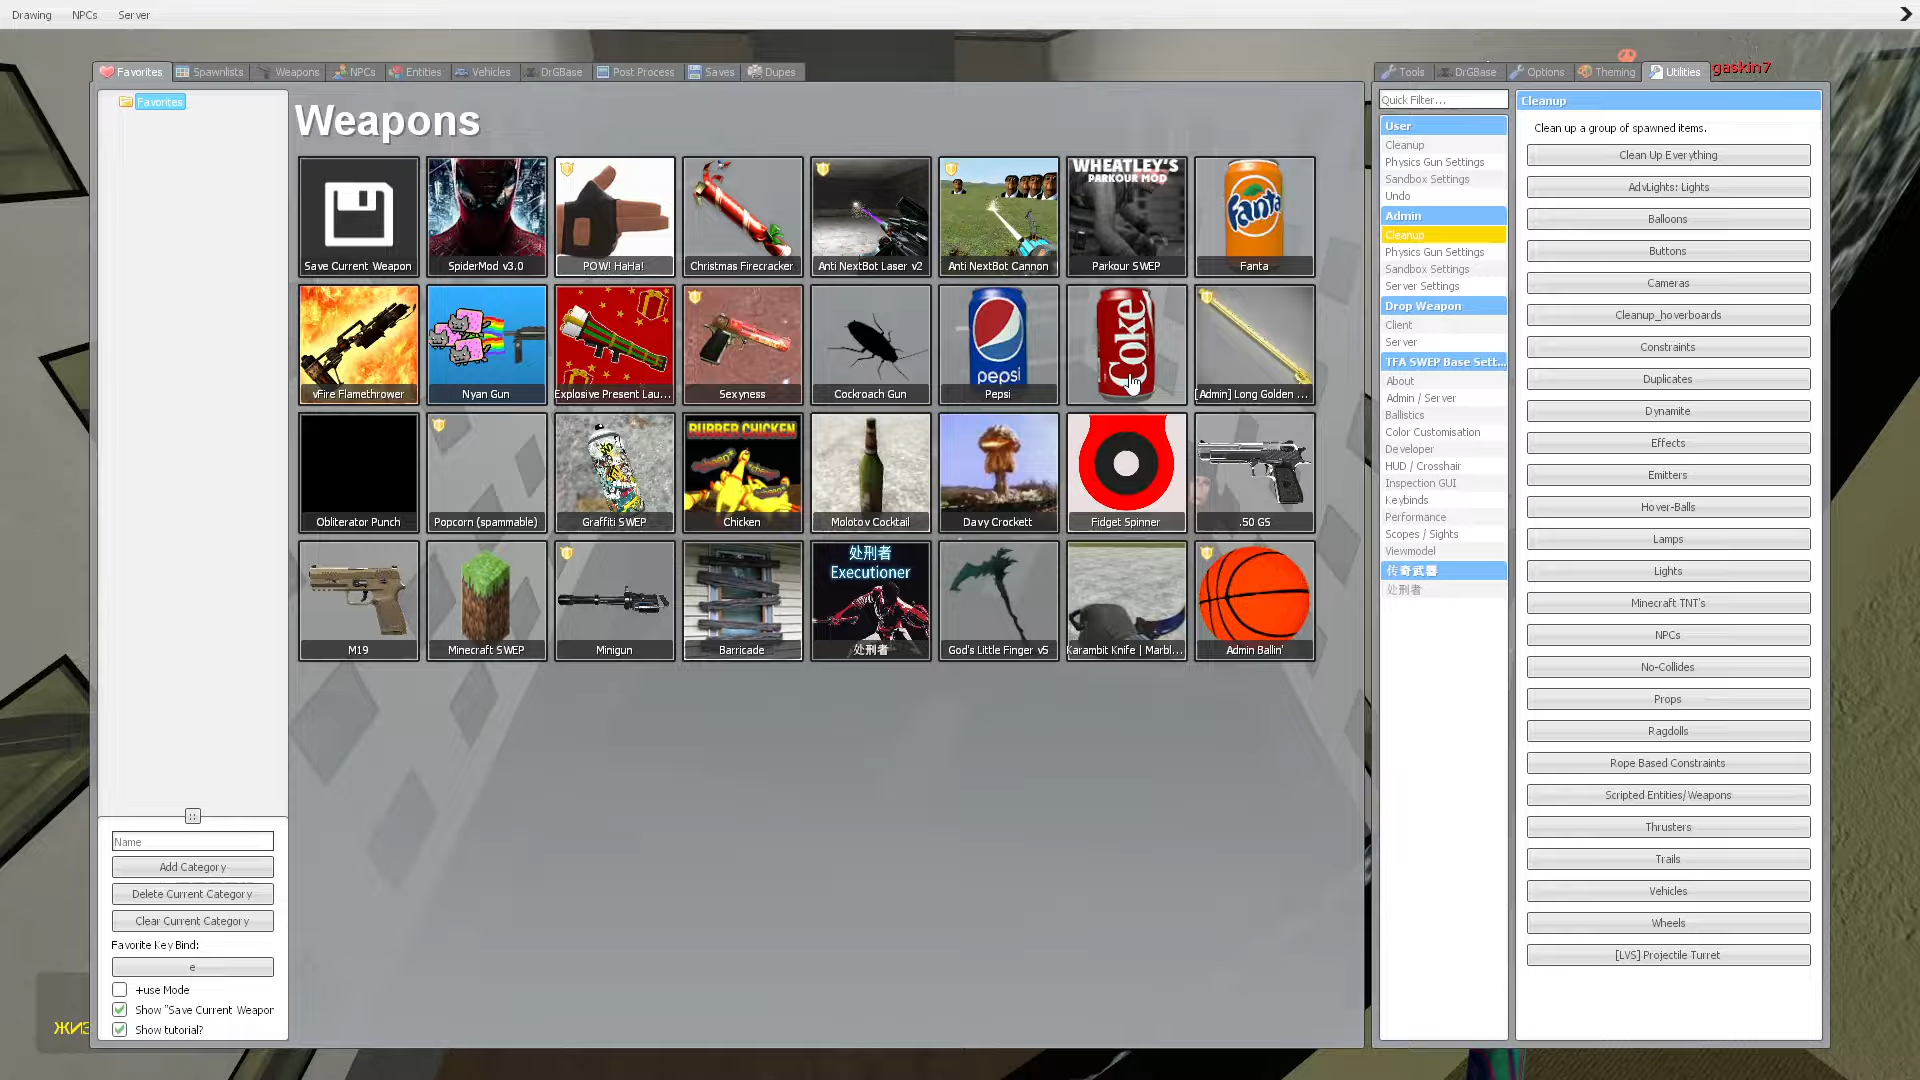 Drawing NPCs Server
Favorites Spawnlists Weapons NPCs Entities Vehicles DrGBase Post Process Saves Dupes
Favorites
Weapons
Save Current Weapon
SpiderMod v3.0
POW! HaHa!
Christmas Firecracker
Anti NextBot Laser v2
Anti NextBot Cannon
WHEATLEY'S
PARKOUR MOD
Parkour SWEP
Fanta
Fanta
vFire Flamethrower
Nyan Gun
Explosive Present Lau...
Sexyness
Cockroach Gun
pepsi
Pepsi
Coke
[Admin] Long Golden ...
Obliterator Punch
Popcorn (spammable)
Graffiti SWEP
RUBBER CHICKEN
Chicken
Molotov Cocktail
Davy Crockett
Fidget Spinner
.50 GS
M19
Minecraft SWEP
Minigun
Barricade
处刑者
Executioner
处刑者
God's Little Finger v5
Karambit Knife | Marbl...
Admin Ballin'
Name
Add Category
Delete Current Category
Clear Current Category
Favorite Key Bind:
e
+use Mode
Show "Save Current Weapor
Show tutorial?
ЖИЗ
Tools DrGBase Options Theming Utilities
gaskin7
Quick Filter...
User
Cleanup
Physics Gun Settings
Sandbox Settings
Undo
Admin
Cleanup
Physics Gun Settings
Sandbox Settings
Server Settings
Drop Weapon
Client
Server
TFA SWEP Base Sett...
About
Admin / Server
Ballistics
Color Customisation
Developer
HUD / Crosshair
Inspection GUI
Keybinds
Performance
Scopes / Sights
Viewmodel
传奇武器
处刑者
Cleanup
Clean up a group of spawned items.
Clean Up Everything
AdvLights: Lights
Balloons
Buttons
Cameras
Cleanup_hoverboards
Constraints
Duplicates
Dynamite
Effects
Emitters
Hover-Balls
Lamps
Lights
Minecraft TNT's
NPCs
No-Collides
Props
Ragdolls
Rope Based Constraints
Scripted Entities/Weapons
Thrusters
Trails
Vehicles
Wheels
[LVS] Projectile Turret